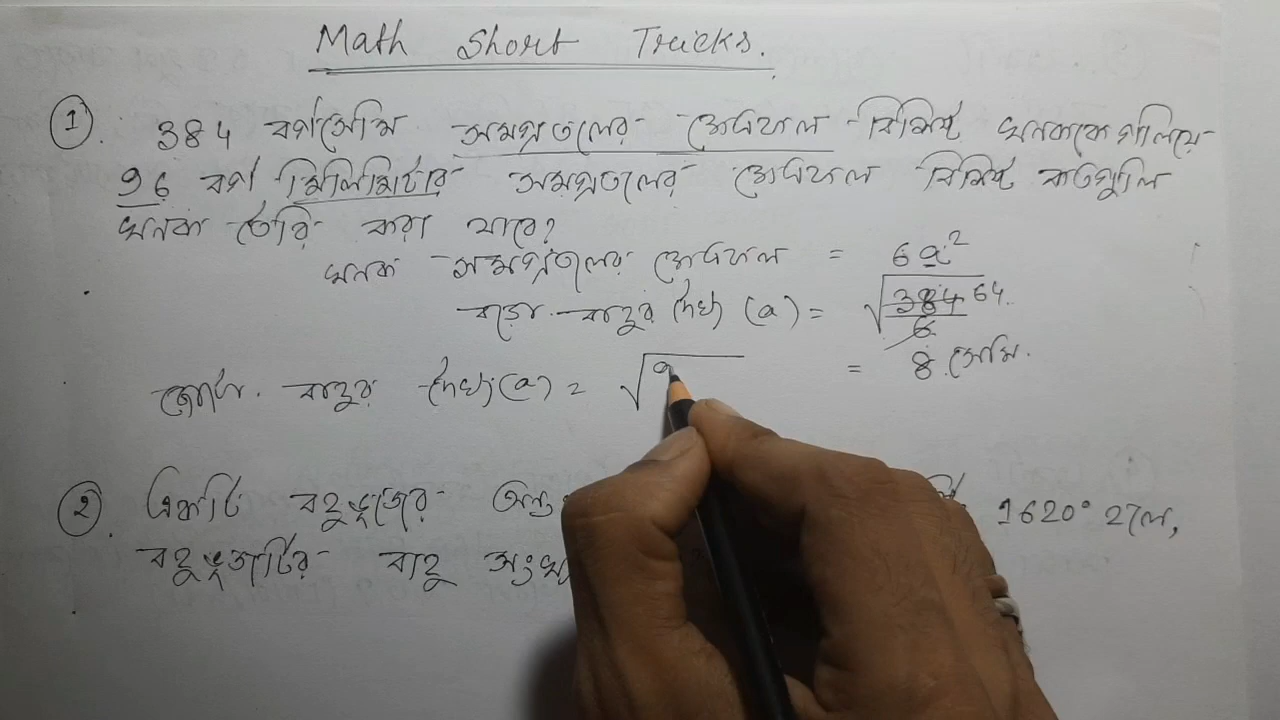 Math Short Tricks.
①. 384 বর্গসেমি সমগ্রতলের ক্ষেত্রফল বিশিষ্ট ঘনককে গালিয়ে
96 বর্গ মিলিমিটার সমগ্রতলের ক্ষেত্রফল বিশিষ্ট কতগুলি
ঘনক তৈরি করা যাবে?
ঘনক সমগ্রতলের ক্ষেত্রফল = 6a²
বড়ো বাহুর দৈর্ঘ্য (a) = √384/6 64
= 8 সেমি.
ছোট বাহুর দৈর্ঘ্য (a) = √9
②. একটি বহুভুজের 1620° হলে,
বহুভুজটির বাহু